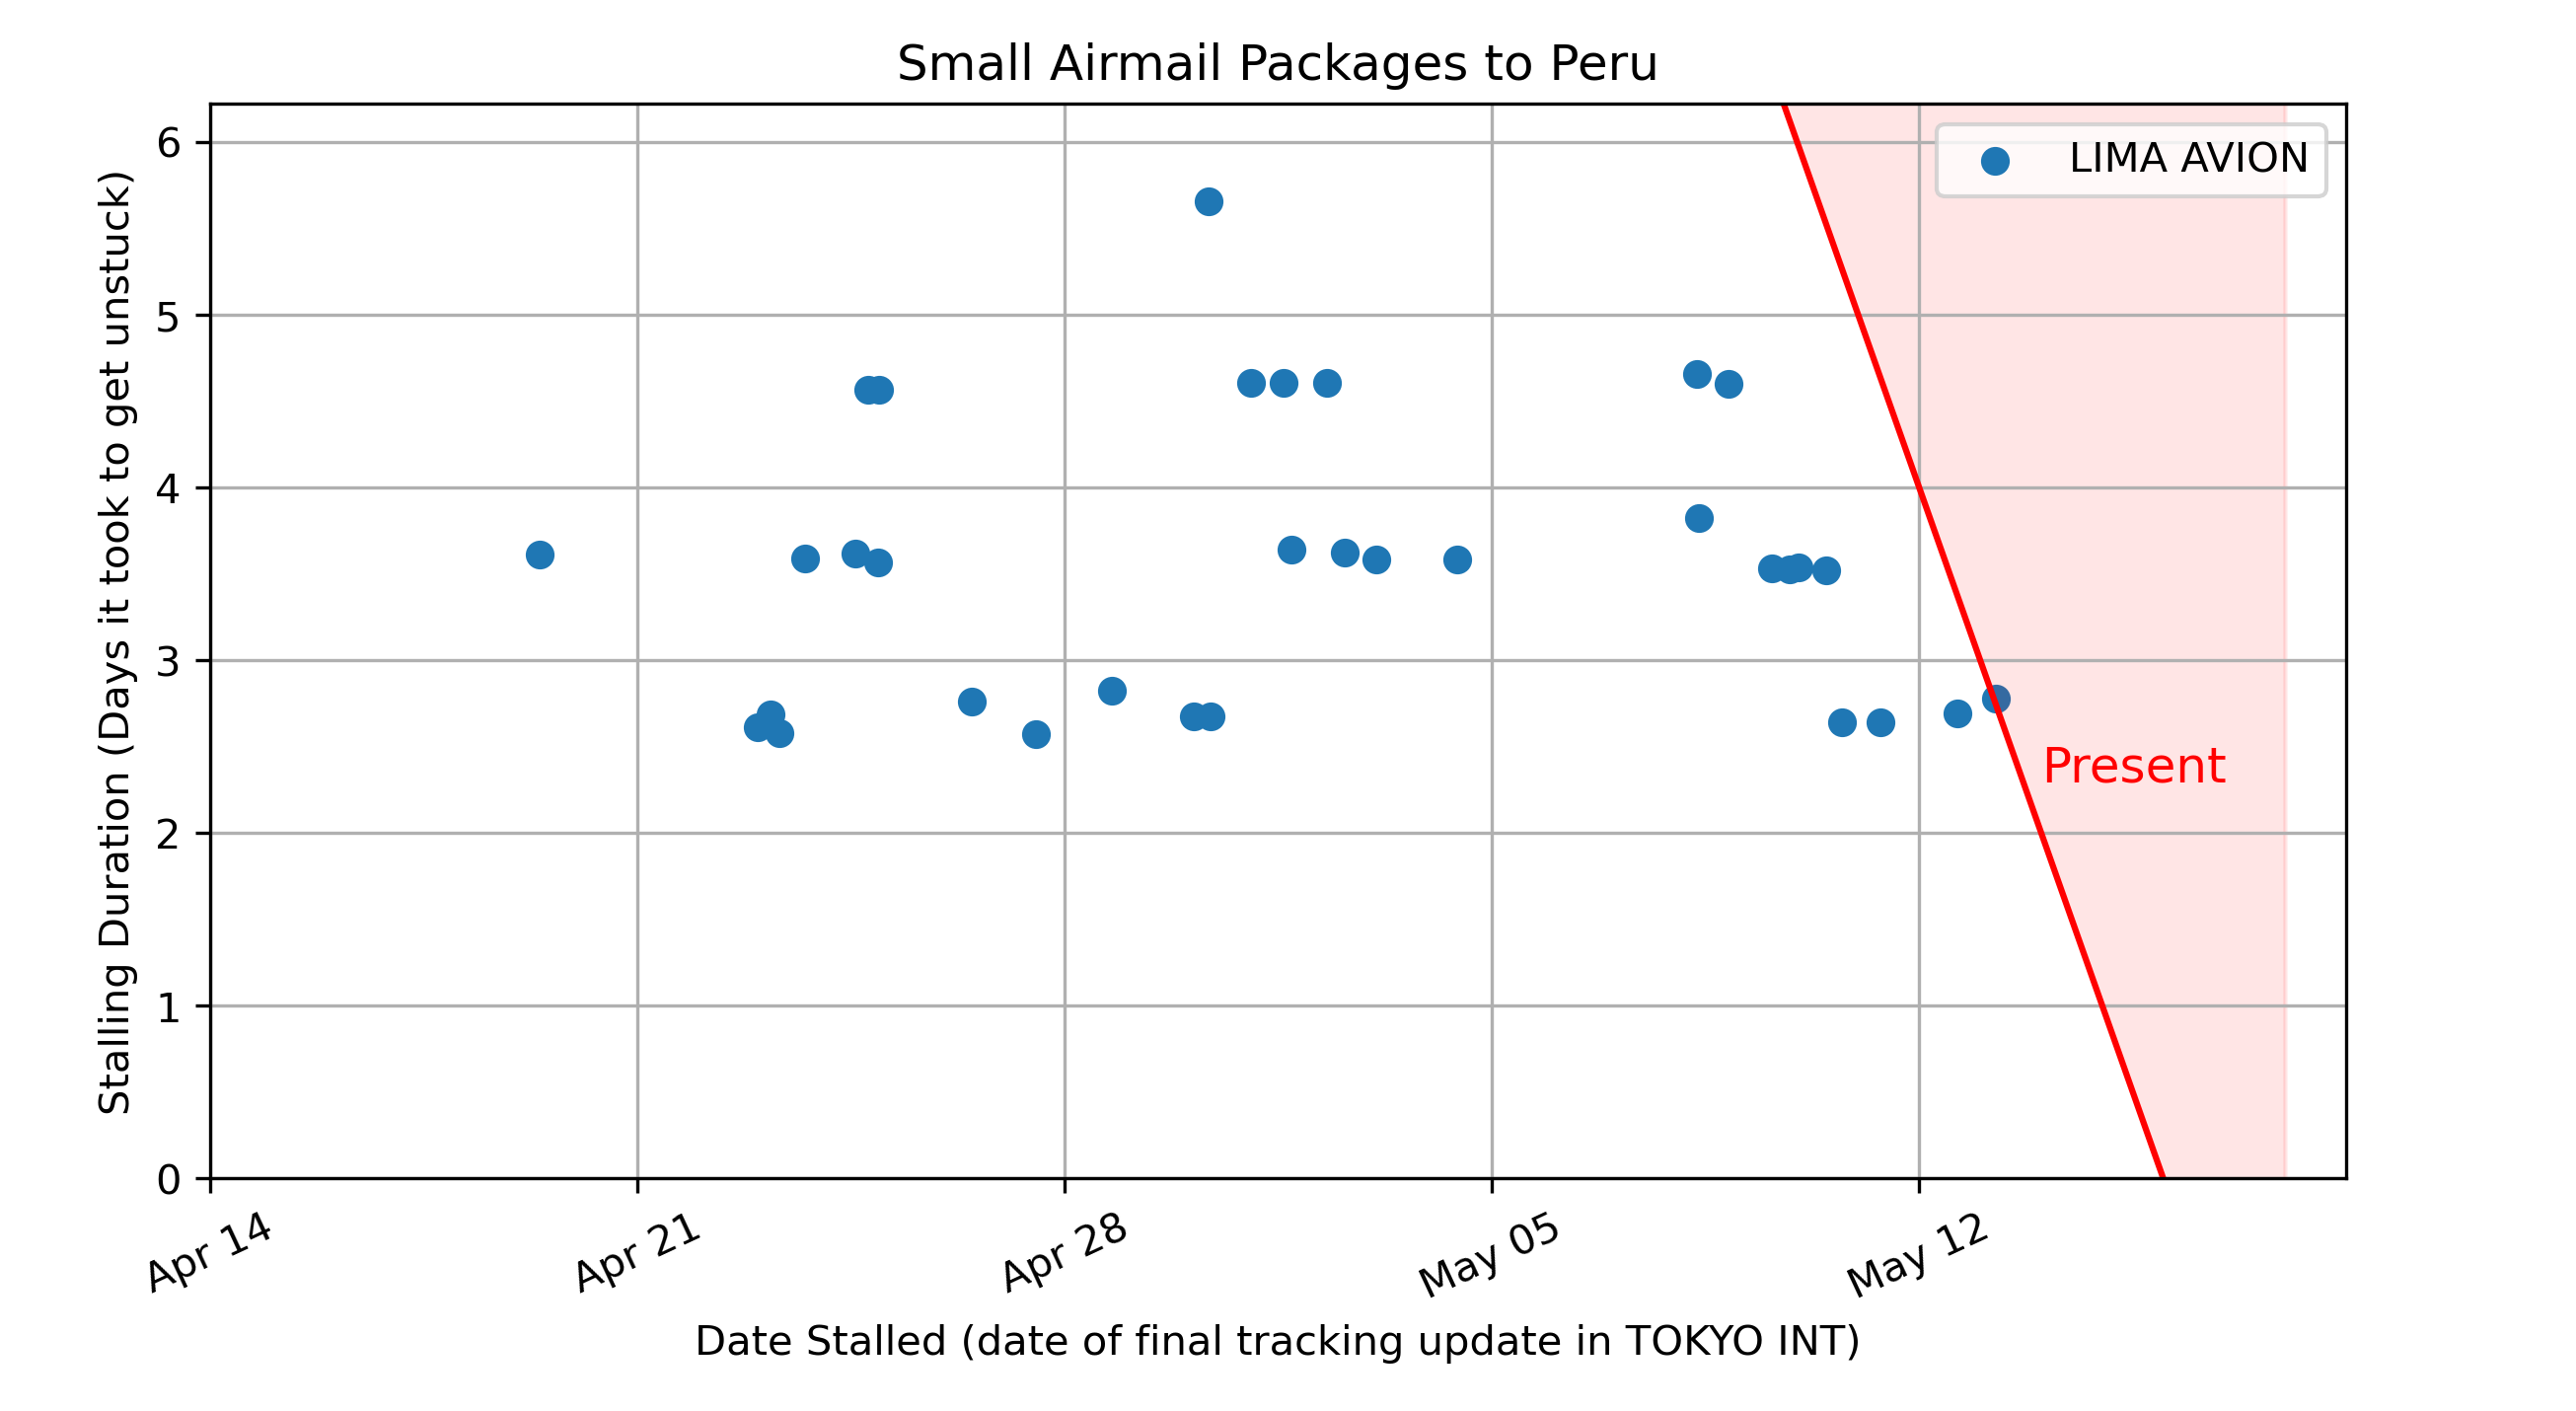 Small Airmail Packages to Peru
LIMA AVION
6
5
4
3
2
1
0
Stalling Duration (Days it took to get unstuck)
Present
Apr 14
Apr 21
Apr 28
May 05
May 12
Date Stalled (date of final tracking update in TOKYO INT)